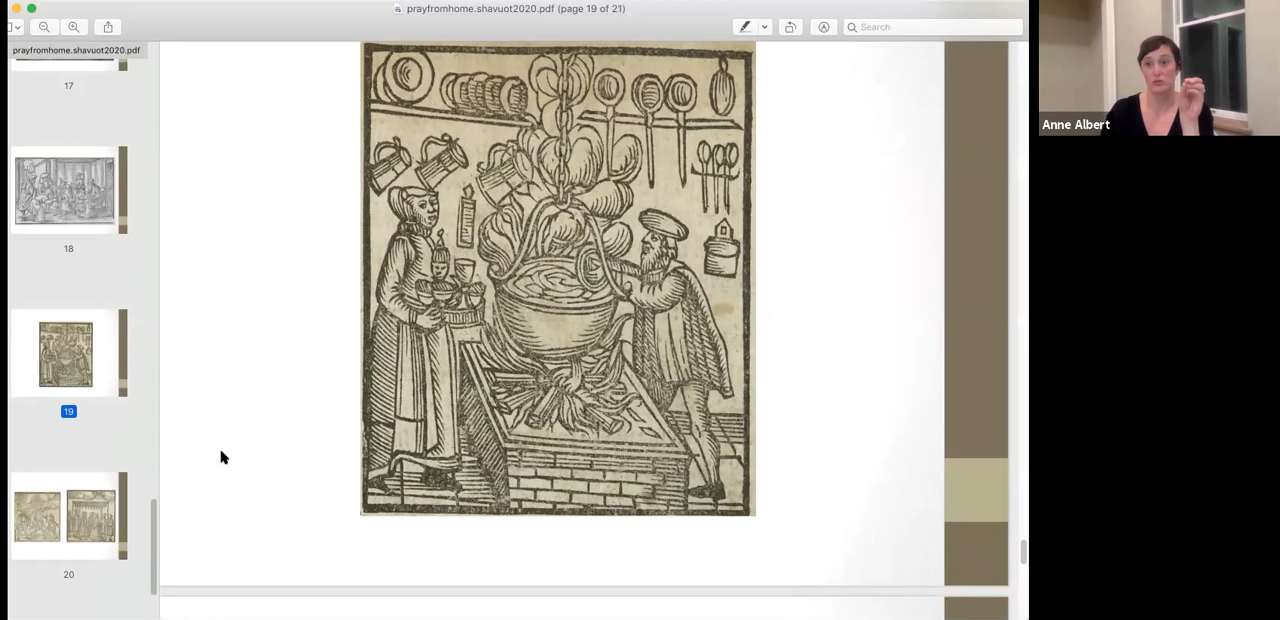 prayfromhome.shavuot2020.pdf (page 19 of 21)
Search
prayfromhome.shavuot2020.pdf
17
18
19
20
Anne Albert